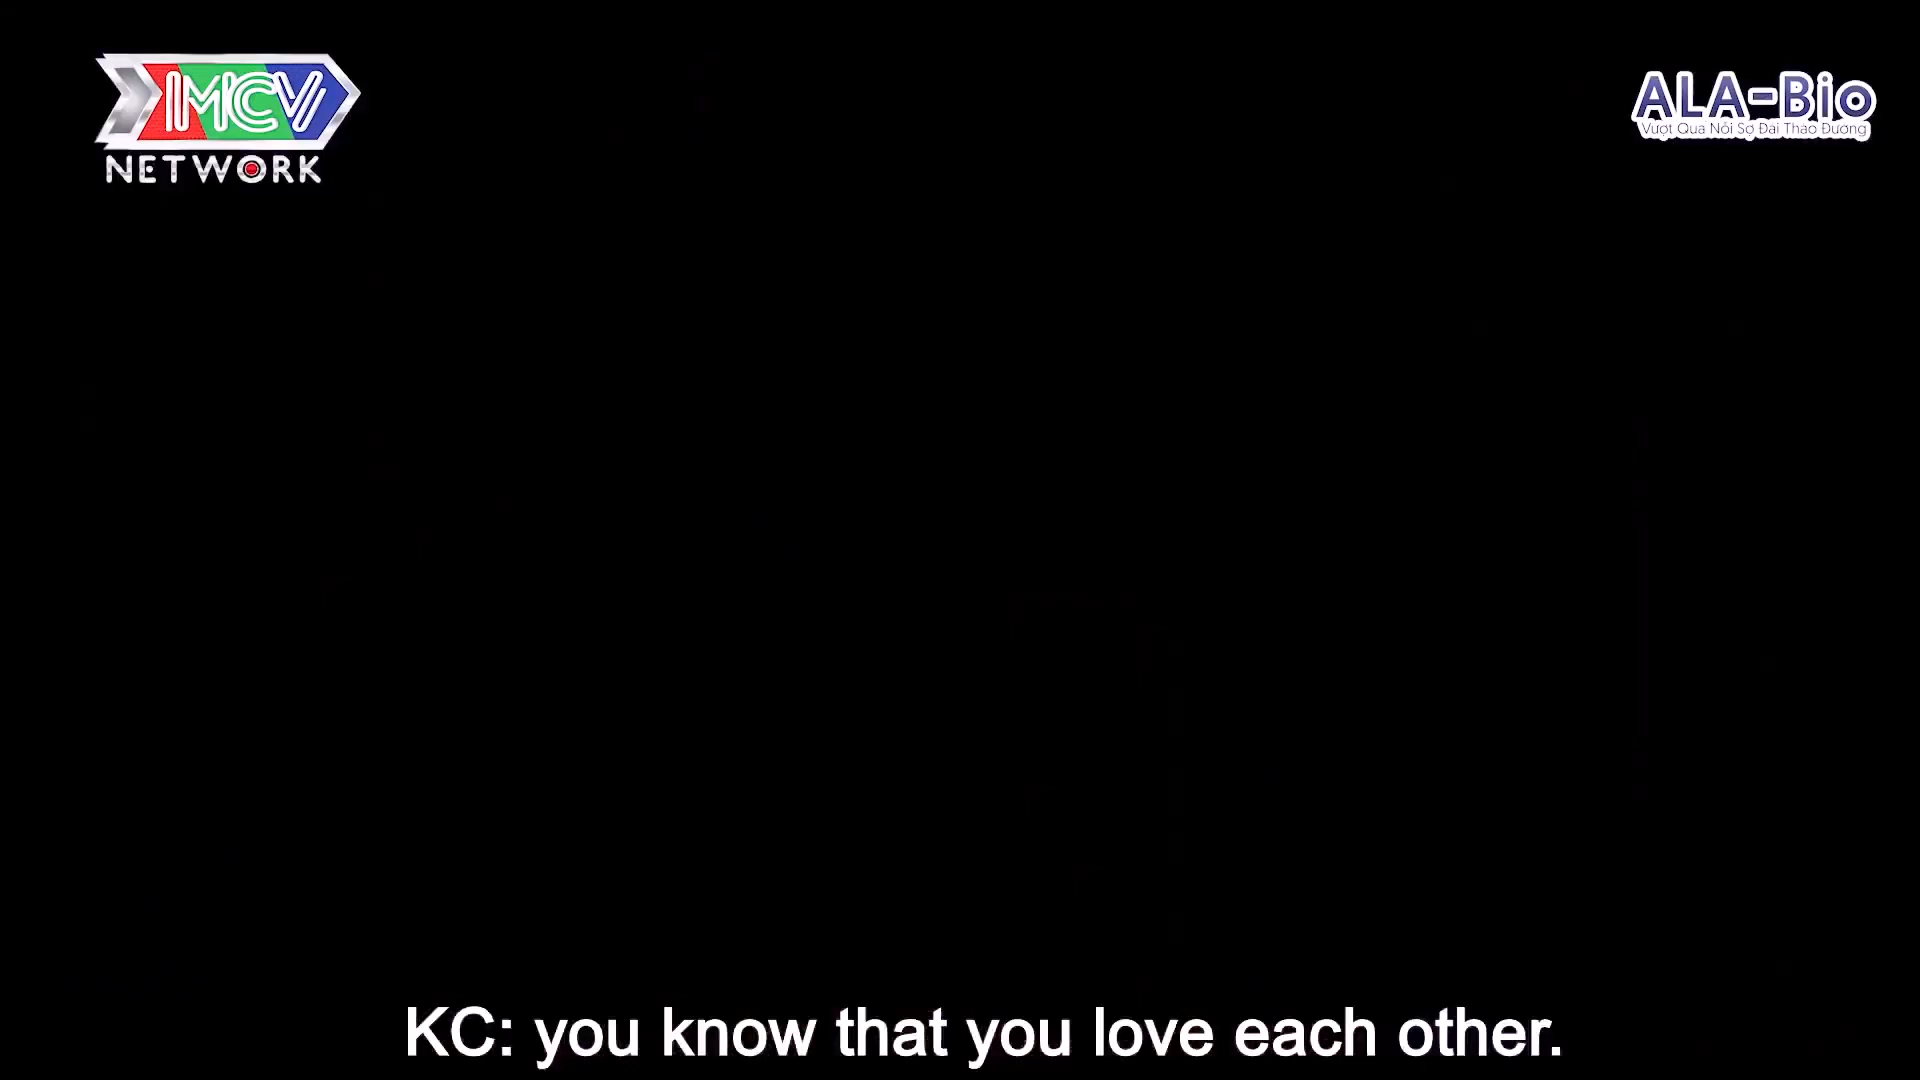 MCV
NETWORK
ALA-Bio
Vượt Qua Nỗi Sợ Đái Tháo Đường
KC: you know that you love each other.